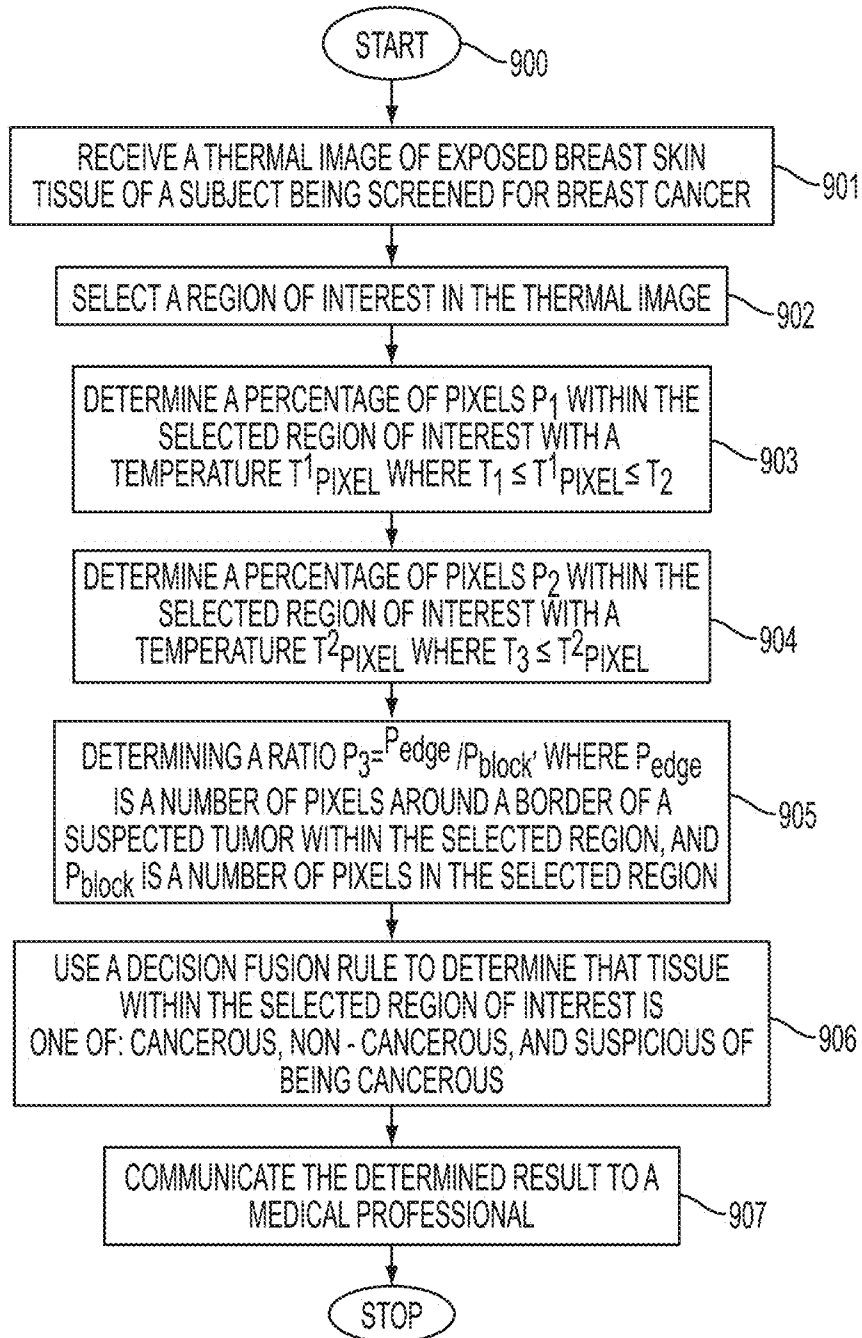 START
900
RECEIVE A THERMAL IMAGE OF EXPOSED BREAST SKIN
TISSUE OF A SUBJECT BEING SCREENED FOR BREAST CANCER
901
SELECT A REGION OF INTEREST IN THE THERMAL IMAGE
902
DETERMINE A PERCENTAGE OF PIXELS P₁ WITHIN THE
SELECTED REGION OF INTEREST WITH A
TEMPERATURE T¹PIXEL WHERE T₁ ≤ T¹PIXEL ≤ T₂
903
DETERMINE A PERCENTAGE OF PIXELS P₂ WITHIN THE
SELECTED REGION OF INTEREST WITH A
TEMPERATURE T²PIXEL WHERE T₃ ≤ T²PIXEL
904
DETERMINING A RATIO P₃=Pedge /Pblock, WHERE Pedge
IS A NUMBER OF PIXELS AROUND A BORDER OF A
SUSPECTED TUMOR WITHIN THE SELECTED REGION, AND
Pblock IS A NUMBER OF PIXELS IN THE SELECTED REGION
905
USE A DECISION FUSION RULE TO DETERMINE THAT TISSUE
WITHIN THE SELECTED REGION OF INTEREST IS
ONE OF: CANCEROUS, NON - CANCEROUS, AND SUSPICIOUS OF
BEING CANCEROUS
906
COMMUNICATE THE DETERMINED RESULT TO A
MEDICAL PROFESSIONAL
907
STOP